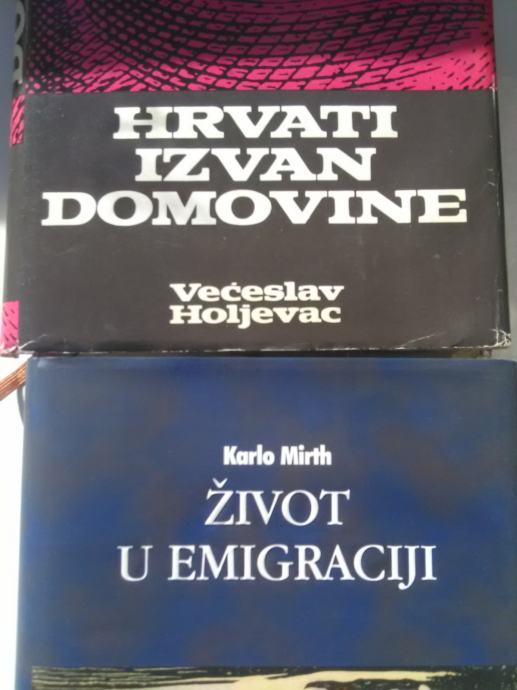 HRVATI
IZVAN
DOMOVINE
Većeslav
Holjevac
Karlo Mirth
ŽIVOT
U EMIGRACIJI